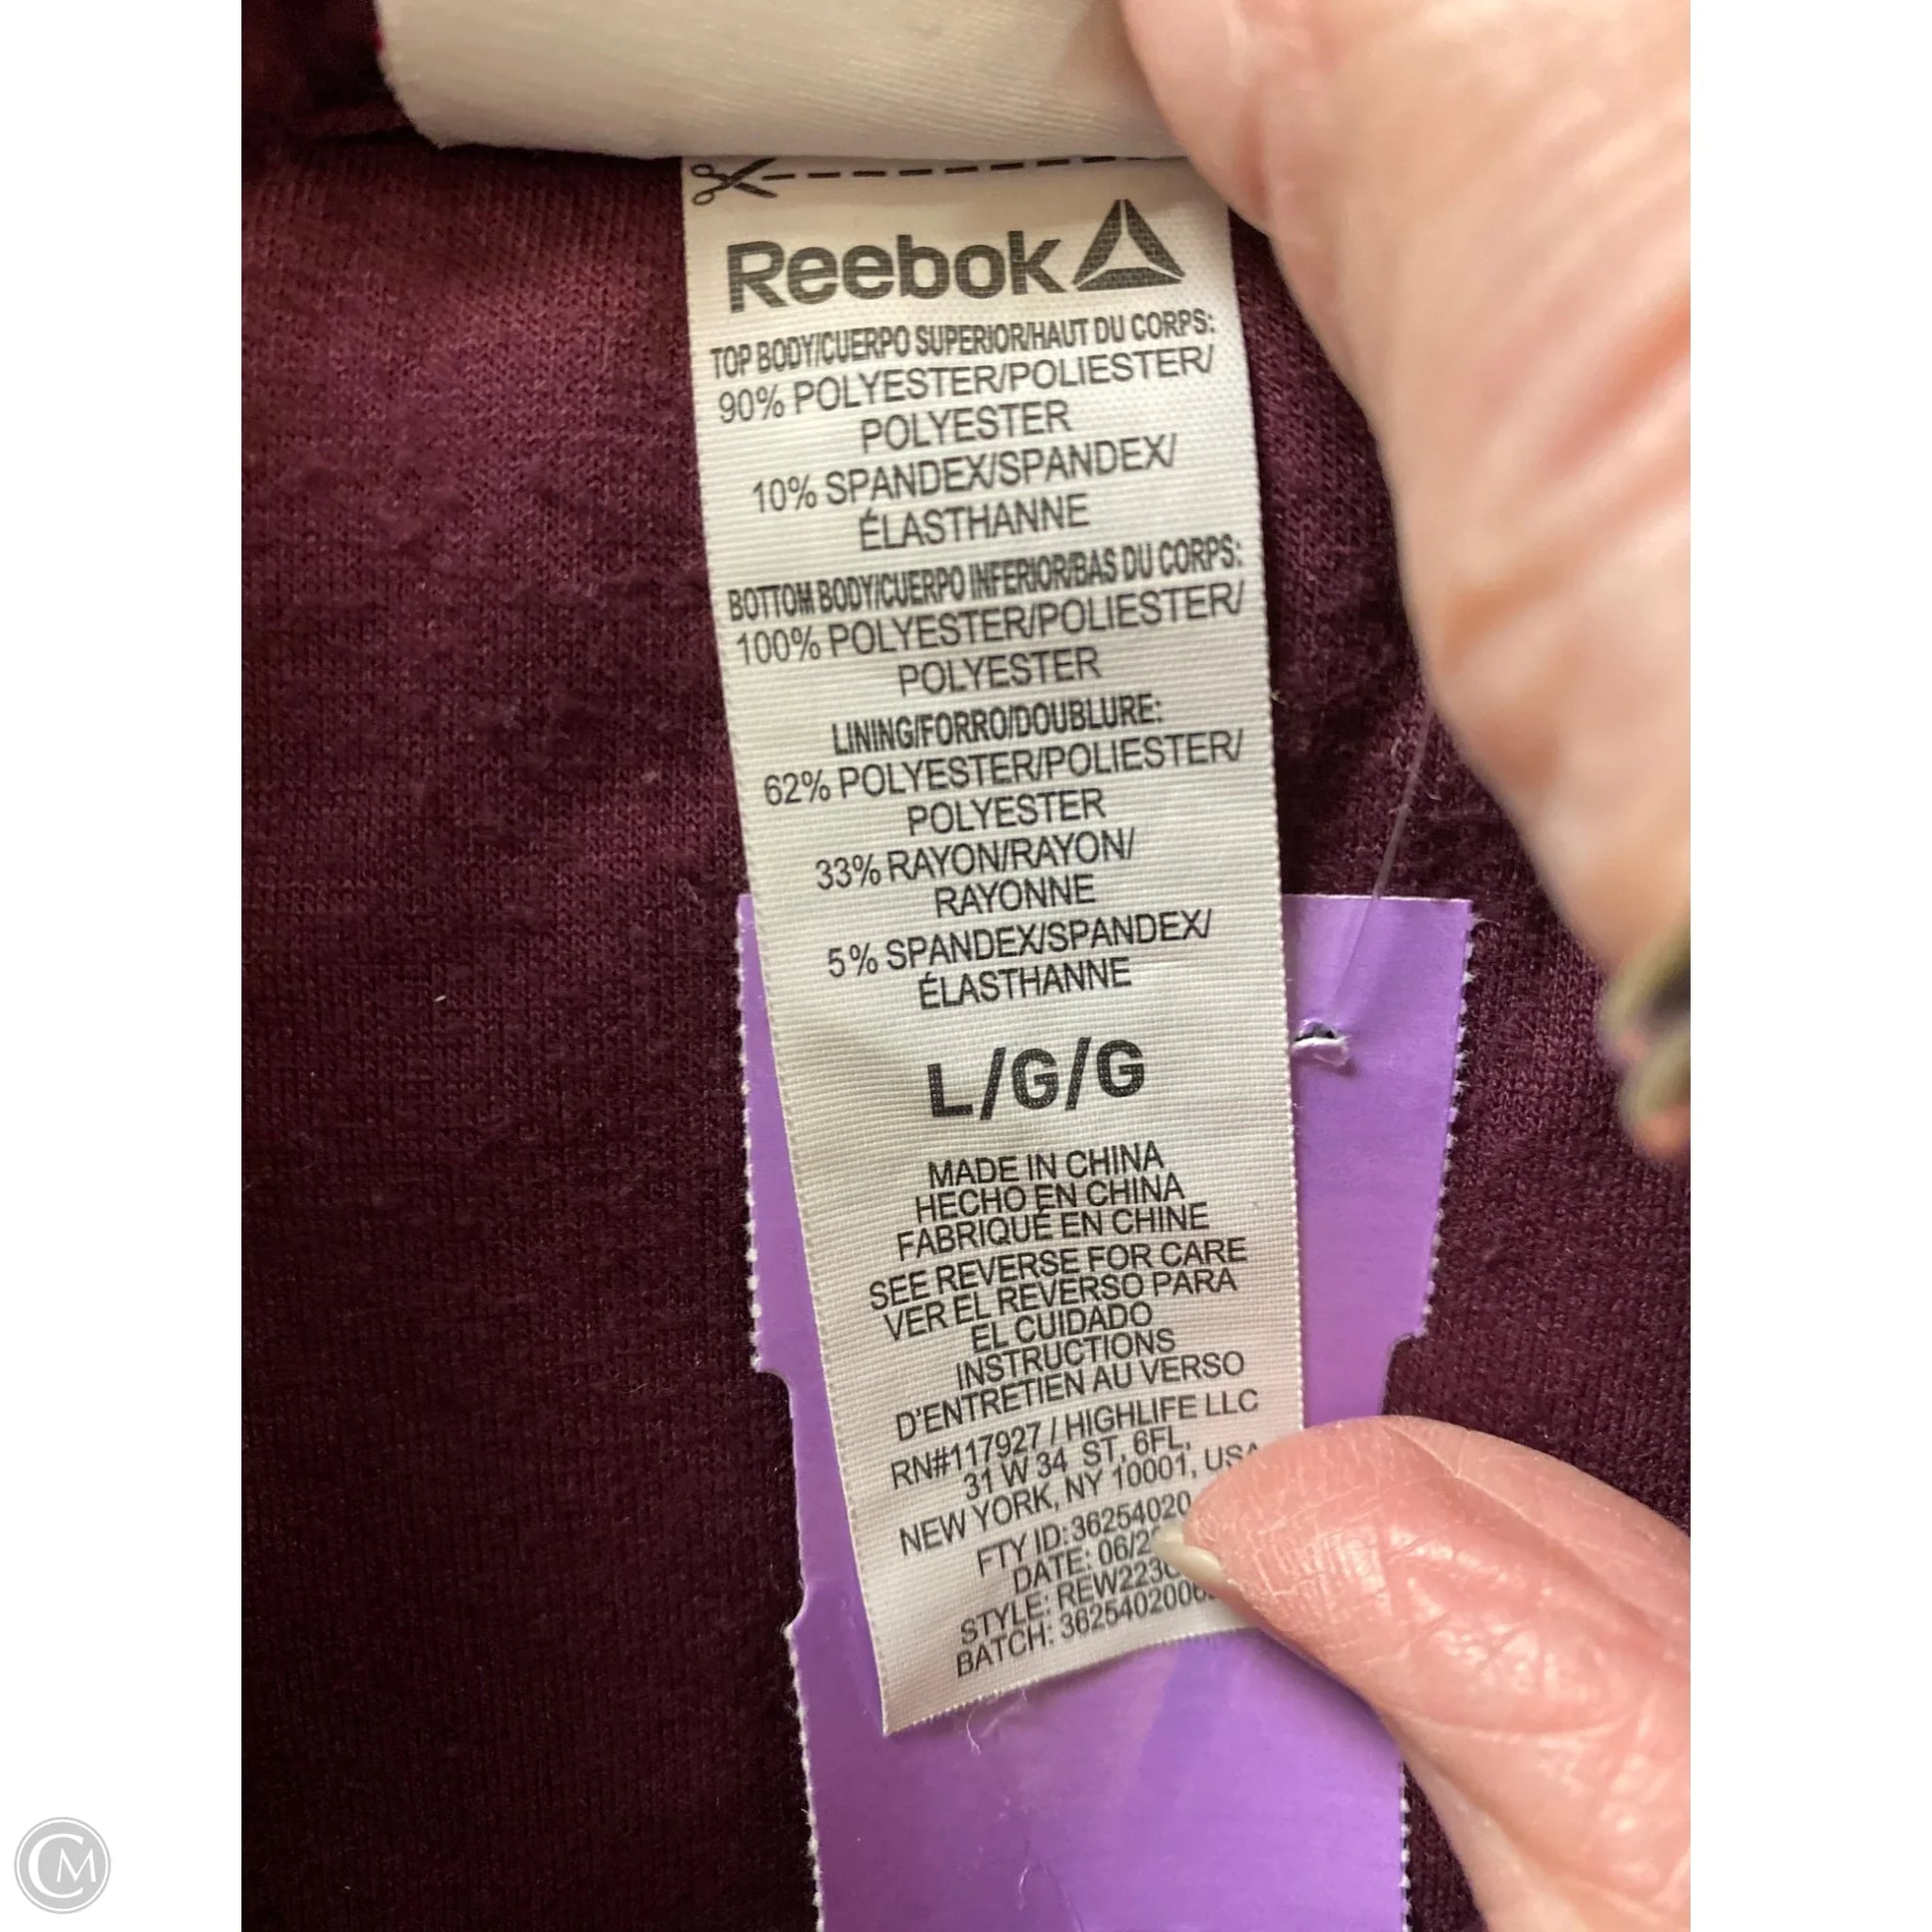 Reebok
TOP BODY/CUERPO SUPERIOR/HAUT DU CORPS:
90% POLYESTER/POLIESTER/
POLYESTER
10% SPANDEX/SPANDEX/
ÉLASTHANNE
BOTTOM BODY/CUERPO INFERIOR/BAS DU CORPS:
100% POLYESTER/POLIESTER/
POLYESTER
LINING/FORRO/DOUBLURE:
62% POLYESTER/POLIESTER/
POLYESTER
33% RAYON/RAYON/
RAYONNE
5% SPANDEX/SPANDEX/
ÉLASTHANNE
L/G/G
MADE IN CHINA
HECHO EN CHINA
FABRIQUÉ EN CHINE
SEE REVERSE FOR CARE
VER EL REVERSO PARA
EL CUIDADO
INSTRUCTIONS
D'ENTRETIEN AU VERSO
RN#117927 / HIGHLIFE LLC
31 W 34 ST, 6FL,
NEW YORK, NY 10001, USA
FTY ID: 36254020
DATE:
STYLE:
BATCH:
CM